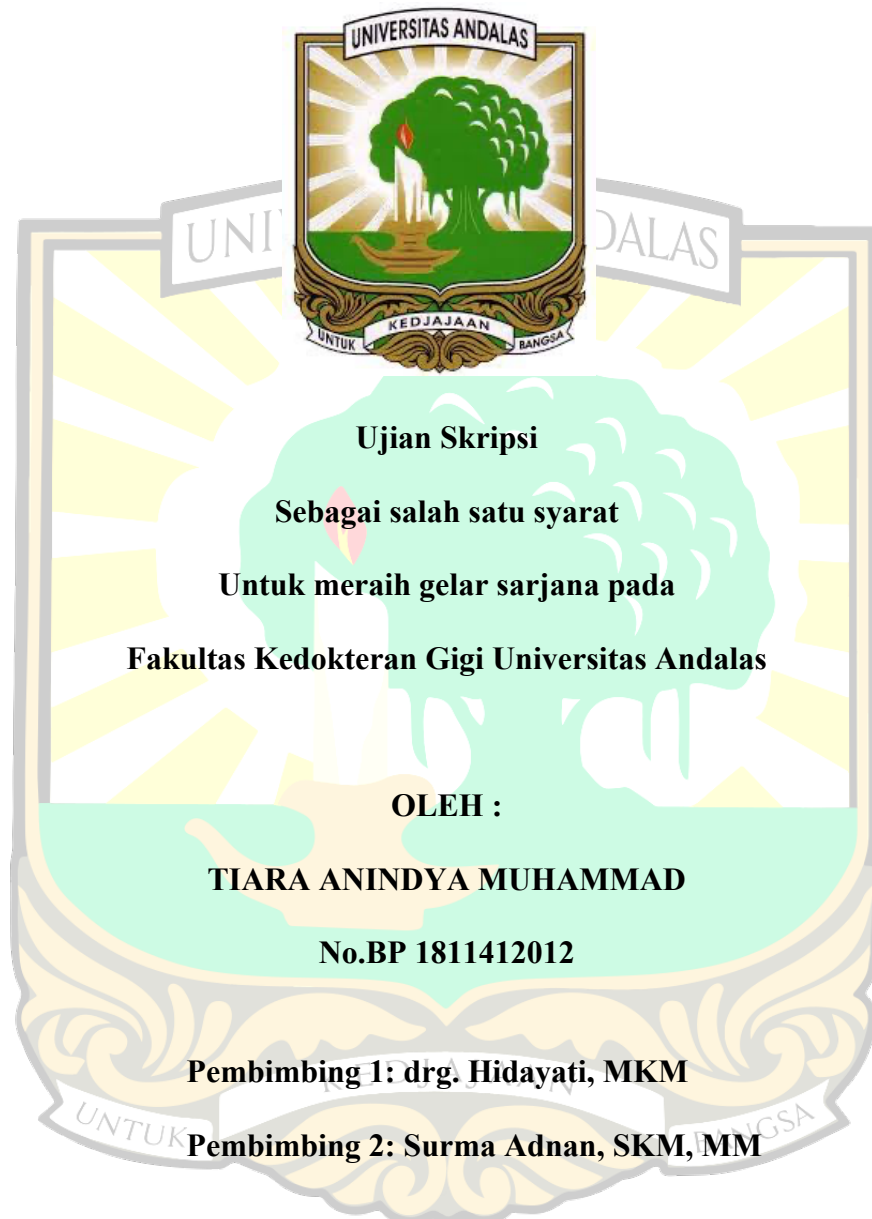 UNIVERSITAS ANDALAS
UNTUK KEDJAJAAN BANGSA
Ujian Skripsi
Sebagai salah satu syarat
Untuk meraih gelar sarjana pada
Fakultas Kedokteran Gigi Universitas Andalas
OLEH :
TIARA ANINDYA MUHAMMAD
No.BP 1811412012
Pembimbing 1: drg. Hidayati, MKM
Pembimbing 2: Surma Adnan, SKM, MM